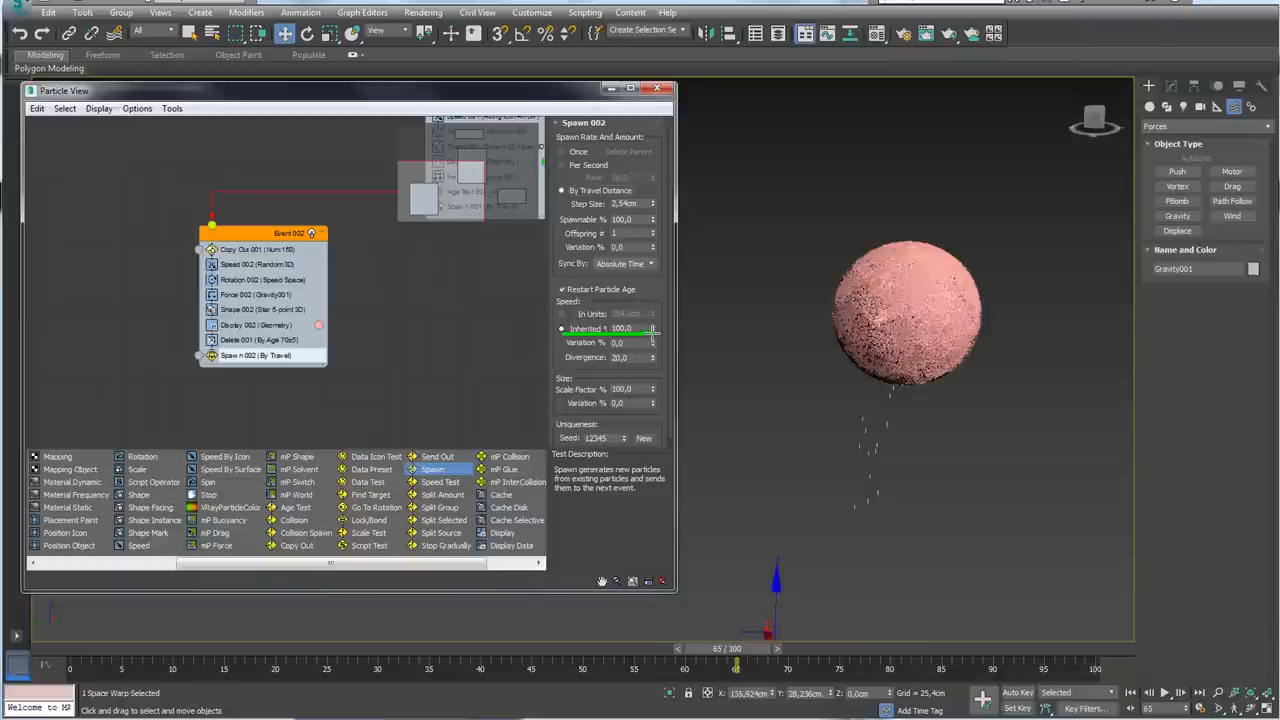 Edit Tools Group Views Create Modifiers Animation Graph Editors Rendering Civil View Customize Scripting Content Help
All View Create Selection Se
Modeling Freeform Selection Object Paint Populate
Polygon Modeling
Particle View
Edit Select Display Options Tools
Event 002
Copy Out 001 (Num:150)
Speed 002 (Random 3D)
Rotation 002 (Speed Space)
Force 002 (Gravity001)
Shape 002 (Star 5-point 3D)
Display 002 (Geometry)
Delete 001 (By Age 70±5)
Spawn 002 (By Travel)
Spawn 002
Spawn Rate And Amount:
Once Delete Parent
Per Second
By Travel Distance
Step Size: 2,54cm
Spawnable % 100,0
Offspring # 1
Variation % 0,0
Sync By: Absolute Time
Restart Particle Age
Speed:
In Units:
Inherited % 100,0
Variation % 0,0
Divergence: 20,0
Size:
Scale Factor % 100,0
Variation % 0,0
Uniqueness:
Seed: 12345 New
Test Description:
Spawn generates new particles
from existing particles and sends
them to the next event.
Mapping Rotation Speed By Icon mP Shape Data Icon Test Send Out mP Collision
Mapping Object Scale Speed By Surface mP Solvent Data Preset Spawn mP Glue
Material Dynamic Script Operator Spin mP Switch Data Test Speed Test mP InterCollision
Material Frequency Shape Stop mP World Find Target Split Amount Cache
Material Static Shape Facing VRayParticleColor Age Test Go To Rotation Split Group Cache Disk
Placement Paint Shape Instance mP Buoyancy Collision Lock/Bond Split Selected Cache Selective
Position Icon Shape Mark mP Drag Collision Spawn Scale Test Split Source Display
Position Object Speed mP Force Copy Out Script Test Stop Gradually Display Data
Forces
Object Type
AutoGrid
Push Motor
Vortex Drag
PBomb Path Follow
Gravity Wind
Displace
Name and Color
Gravity001
65 / 100
0 5 10 15 20 25 30 35 40 45 50 55 60 65 70 75 80 85 90 95 100
1 Space Warp Selected
X: 135,924cm Y: 28,236cm Z: 0,0cm Grid = 25,4cm
Auto Key Selected
Welcome to MP
Click and drag to select and move objects
Add Time Tag
Set Key Key Filters... 65